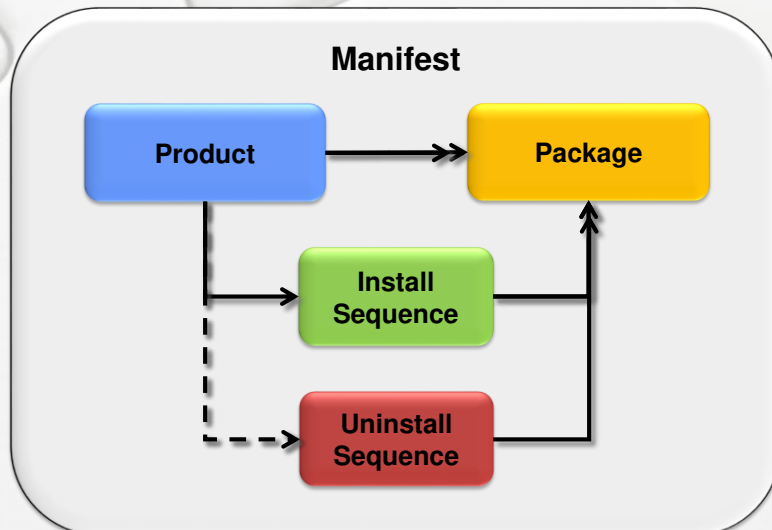 Manifest
Product
Package
Install
Sequence
Uninstall
Sequence